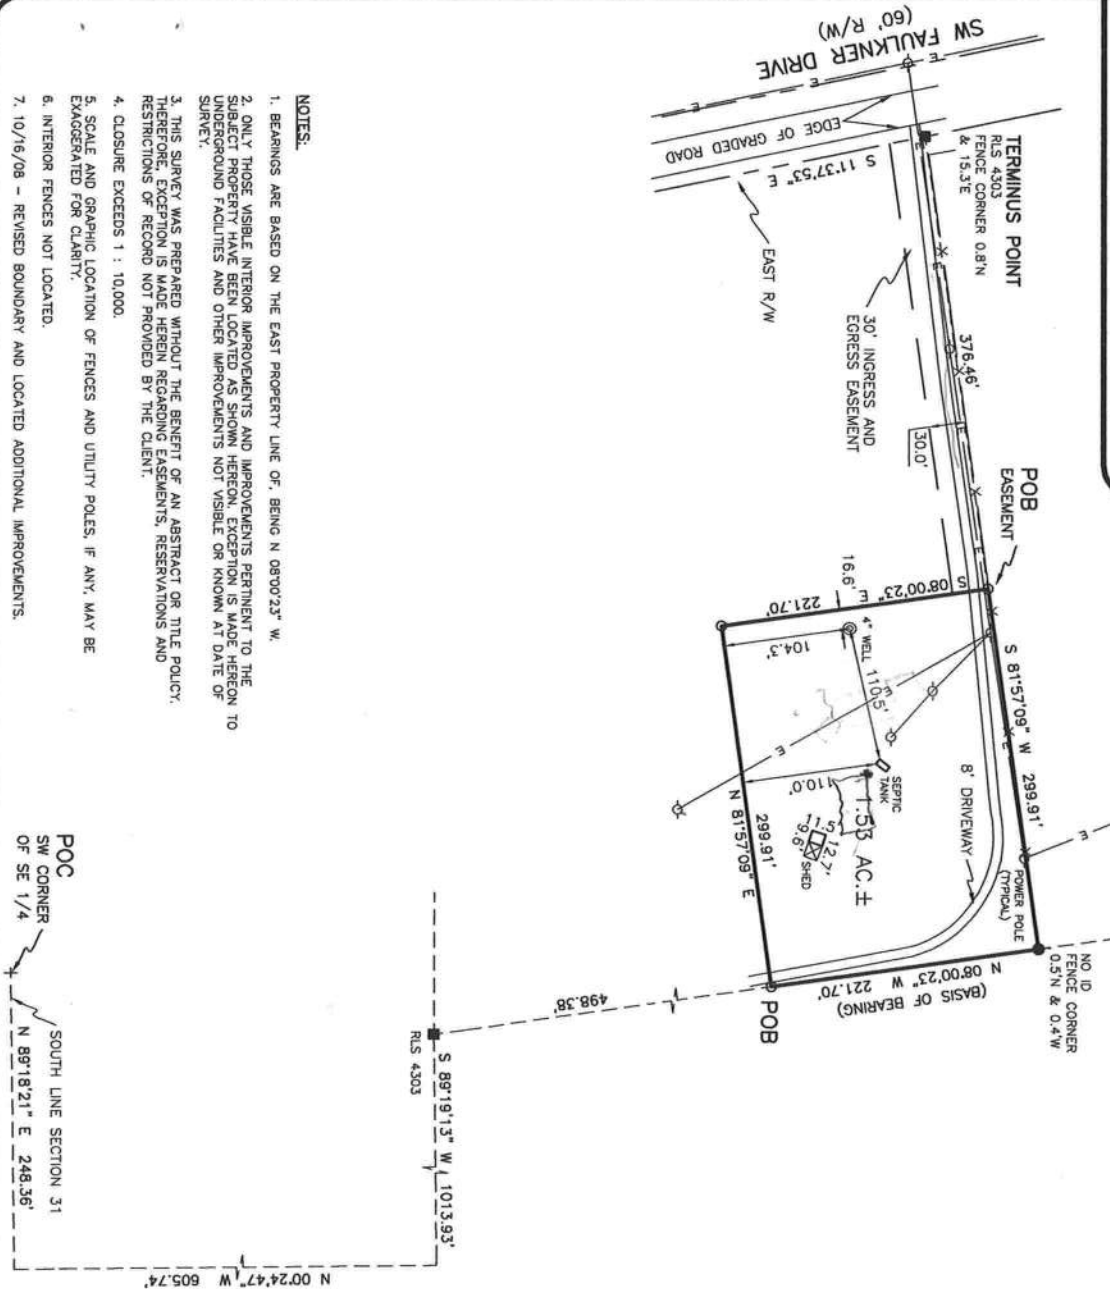 SW FAULKNER DRIVE
(60' R/W)
EDGE OF GRADED ROAD
S 11°37'53" E
EAST R/W
TERMINUS POINT
RLS 4303
FENCE CORNER 0.8'N
& 15.3'E
376.46'
30' INGRESS AND
EGRESS EASEMENT
30.0'
POB
EASEMENT
S 08°00'23" E
221.70'
16.6'
S 81°57'09" W 299.91'
8' DRIVEWAY
POWER POLE
(TYPICAL)
NO ID
FENCE CORNER
0.5'N & 0.4'W
N 08°00'23" W 221.70'
(BASIS OF BEARING)
4" WELL
110.5'
104.3'
110.0'
SEPTIC
TANK
1.53 AC.±
11.5'
12.7'
9.6'
SHED
299.91'
N 81°57'09" E
POB
498.38'
RLS 4303
S 89°19'13" W 1013.93'
N 00°24'47" W 605.74'
SOUTH LINE SECTION 31
N 89°18'21" E 248.36'
POC
SW CORNER
OF SE 1/4
NOTES:
1. BEARINGS ARE BASED ON THE EAST PROPERTY LINE OF, BEING N 08°00'23" W.
2. ONLY THOSE VISIBLE INTERIOR IMPROVEMENTS AND IMPROVEMENTS PERTINENT TO THE
SUBJECT PROPERTY HAVE BEEN LOCATED AS SHOWN HEREON. EXCEPTION IS MADE HEREON TO
UNDERGROUND FACILITIES AND OTHER IMPROVEMENTS NOT VISIBLE OR KNOWN AT DATE OF
SURVEY.
3. THIS SURVEY WAS PREPARED WITHOUT THE BENEFIT OF AN ABSTRACT OR TITLE POLICY.
THEREFORE, EXCEPTION IS MADE HEREIN REGARDING EASEMENTS, RESERVATIONS AND
RESTRICTIONS OF RECORD NOT PROVIDED BY THE CLIENT.
4. CLOSURE EXCEEDS 1 : 10,000.
5. SCALE AND GRAPHIC LOCATION OF FENCES AND UTILITY POLES, IF ANY, MAY BE
EXAGGERATED FOR CLARITY.
6. INTERIOR FENCES NOT LOCATED.
7. 10/16/08 - REVISED BOUNDARY AND LOCATED ADDITIONAL IMPROVEMENTS.